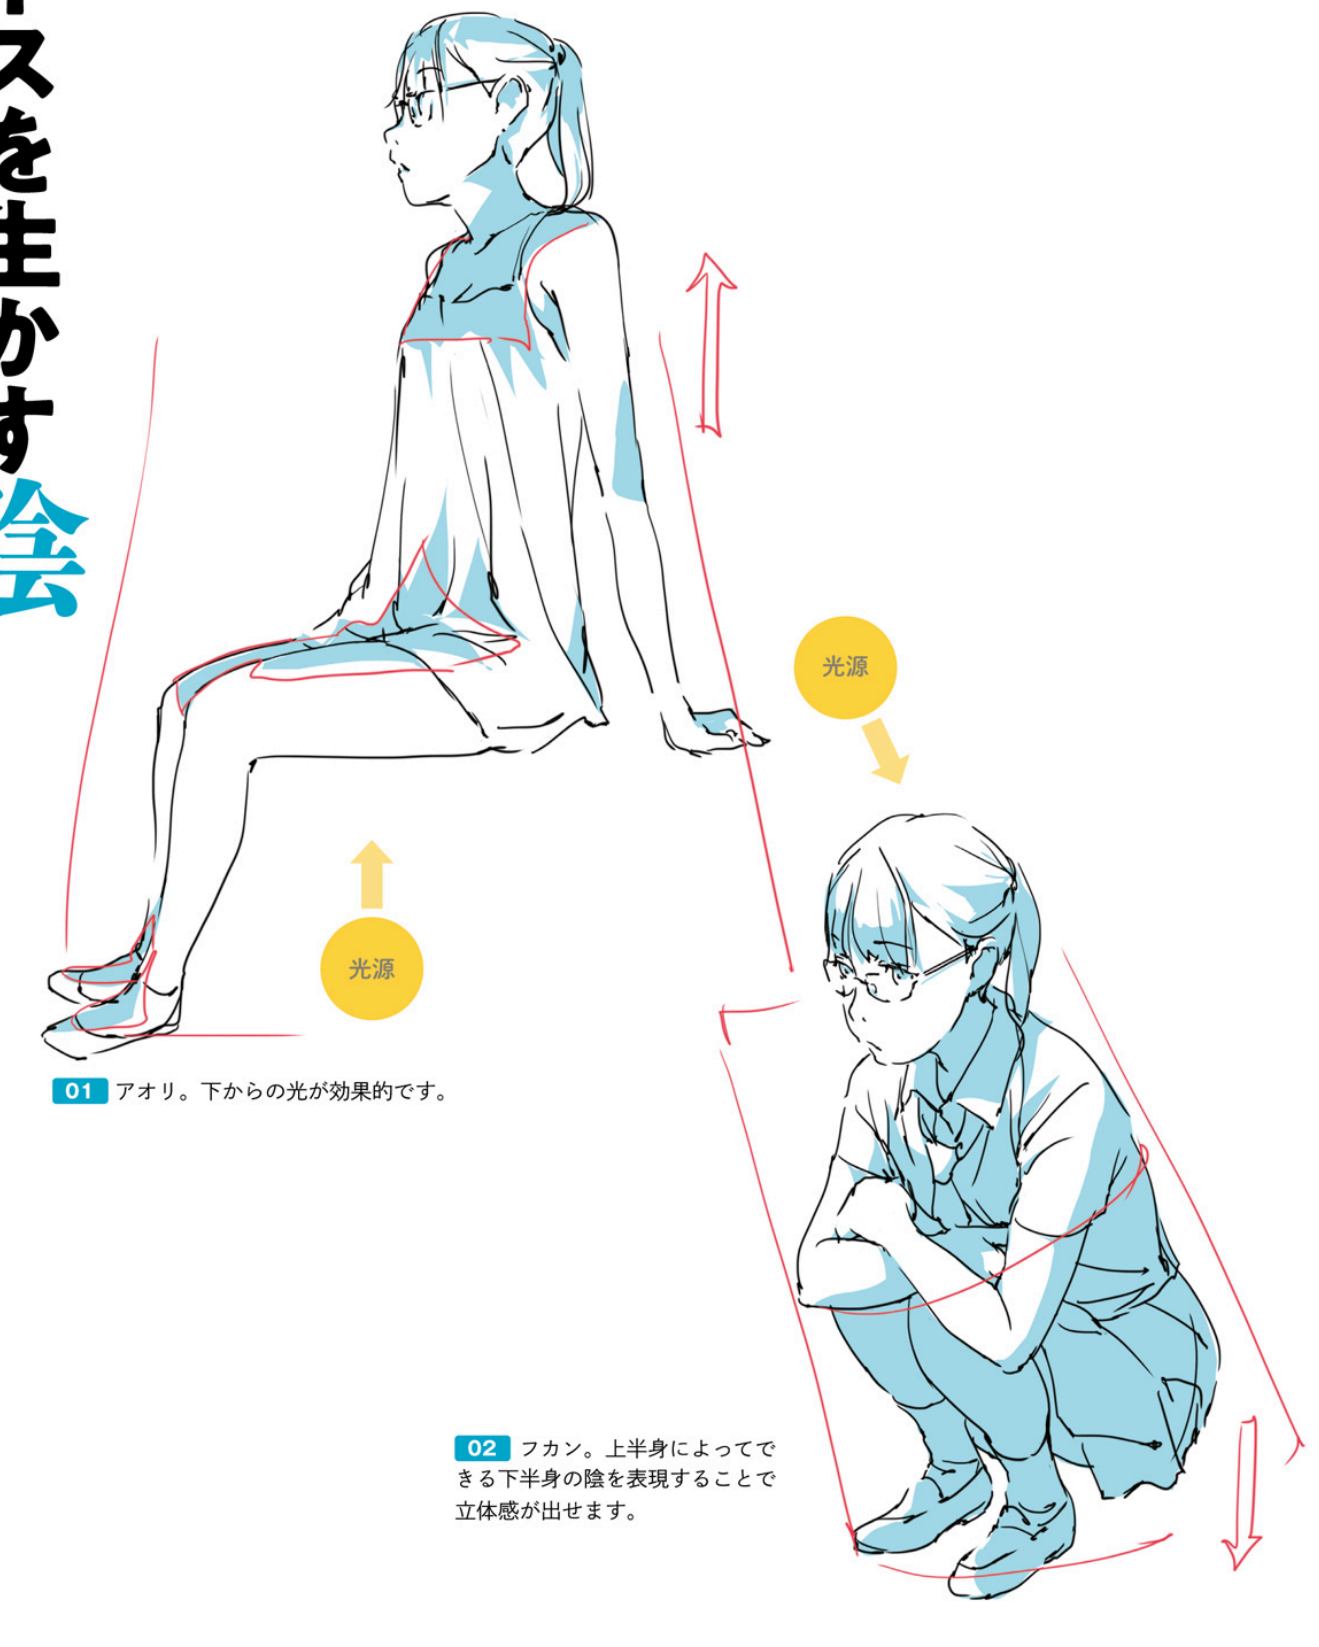 スを生かす陰
01 アオリ。下からの光が効果的です。
光源
光源
02 フカン。上半身によってで
きる下半身の陰を表現することで
立体感が出せます。